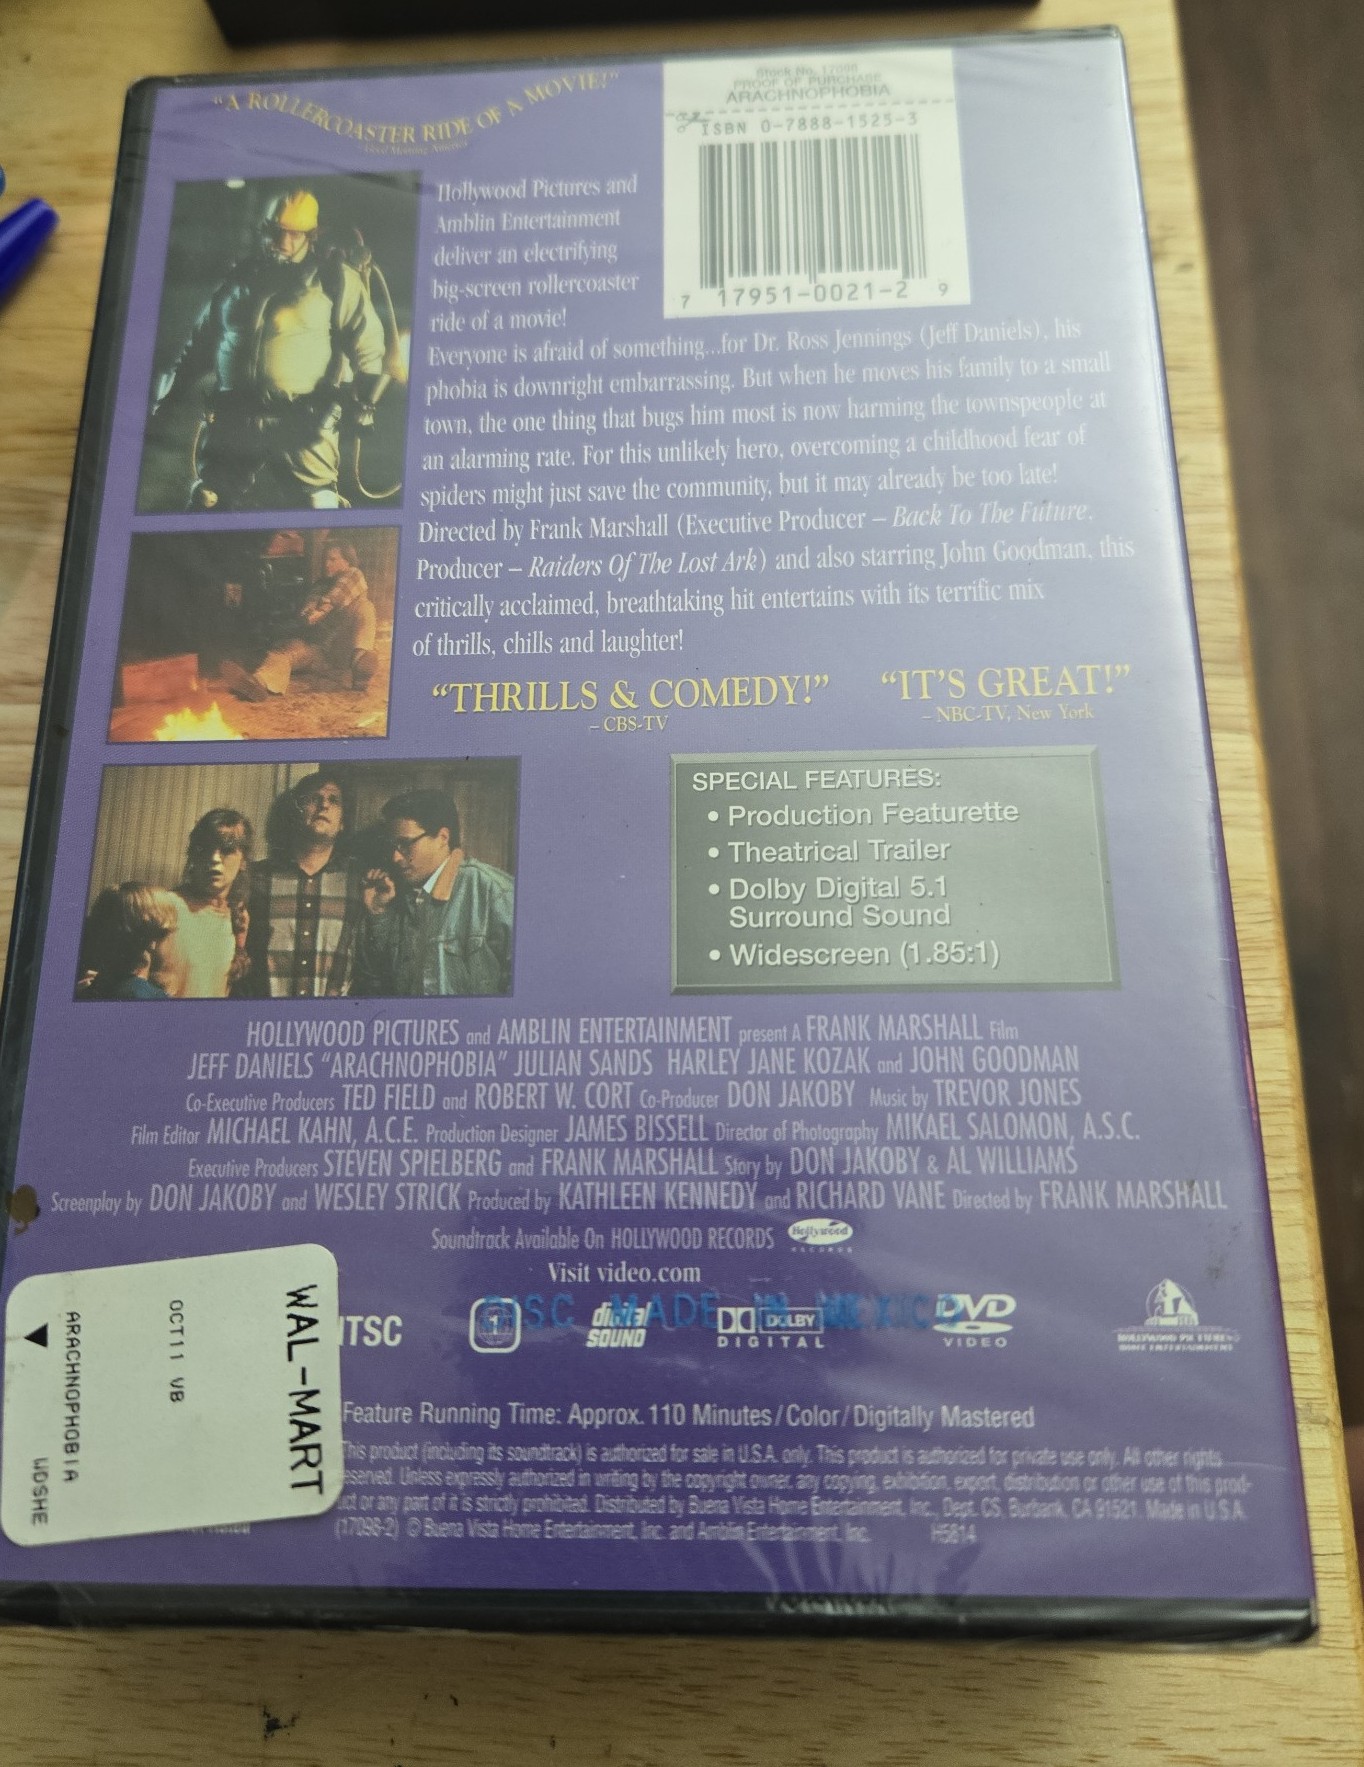 "A ROLLERCOASTER RIDE OF A MOVIE!"
- Good Morning America
Stock No. 17098
PROOF OF PURCHASE
ARACHNOPHOBIA
ISBN 0-7888-1525-3
7 17951-0021-2 9
Hollywood Pictures and
Amblin Entertainment
deliver an electrifying
big-screen rollercoaster
ride of a movie!
Everyone is afraid of something...for Dr. Ross Jennings (Jeff Daniels), his
phobia is downright embarrassing. But when he moves his family to a small
town, the one thing that bugs him most is now harming the townspeople at
an alarming rate. For this unlikely hero, overcoming a childhood fear of
spiders might just save the community, but it may already be too late!
Directed by Frank Marshall (Executive Producer – Back To The Future,
Producer – Raiders Of The Lost Ark) and also starring John Goodman, this
critically acclaimed, breathtaking hit entertains with its terrific mix
of thrills, chills and laughter!
"THRILLS & COMEDY!"
– CBS-TV
"IT'S GREAT!"
– NBC-TV, New York
SPECIAL FEATURES:
• Production Featurette
• Theatrical Trailer
• Dolby Digital 5.1
Surround Sound
• Widescreen (1.85:1)
HOLLYWOOD PICTURES and AMBLIN ENTERTAINMENT present A FRANK MARSHALL Film
JEFF DANIELS "ARACHNOPHOBIA" JULIAN SANDS HARLEY JANE KOZAK and JOHN GOODMAN
Co-Executive Producers TED FIELD and ROBERT W. CORT Co-Producer DON JAKOBY Music by TREVOR JONES
Film Editor MICHAEL KAHN, A.C.E. Production Designer JAMES BISSELL Director of Photography MIKAEL SALOMON, A.S.C.
Executive Producers STEVEN SPIELBERG and FRANK MARSHALL Story by DON JAKOBY & AL WILLIAMS
Screenplay by DON JAKOBY and WESLEY STRICK Produced by KATHLEEN KENNEDY and RICHARD VANE Directed by FRANK MARSHALL
Soundtrack Available On HOLLYWOOD RECORDS Hollywood RECORDS
Visit video.com
DISC MADE IN MEXICO
NTSC 1 digital SOUND DOLBY DIGITAL DVD VIDEO HOLLYWOOD PICTURES HOME ENTERTAINMENT
WAL-MART
OCT11 VB
ARACHNOPHOBIA WDSHE
Feature Running Time: Approx. 110 Minutes/Color/Digitally Mastered
This product (including its soundtrack) is authorized for sale in U.S.A. only. This product is authorized for private use only. All other rights
eserved. Unless expressly authorized in writing by the copyright owner, any copying, exhibition, export, distribution or other use of this prod-
uct or any part of it is strictly prohibited. Distributed by Buena Vista Home Entertainment, Inc., Dept. CS, Burbank, CA 91521. Made in U.S.A.
(17098-2) © Buena Vista Home Entertainment, Inc. and Amblin Entertainment, Inc. H5814